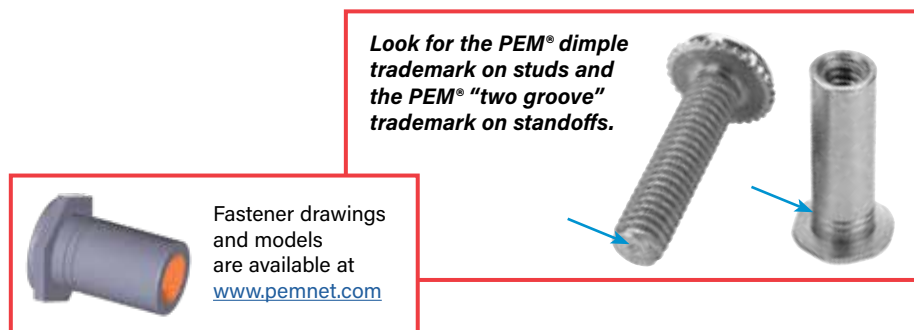 Look for the PEM® dimple
trademark on studs and
the PEM® “two groove”
trademark on standoffs.
Fastener drawings
and models
are available at
www.pemnet.com